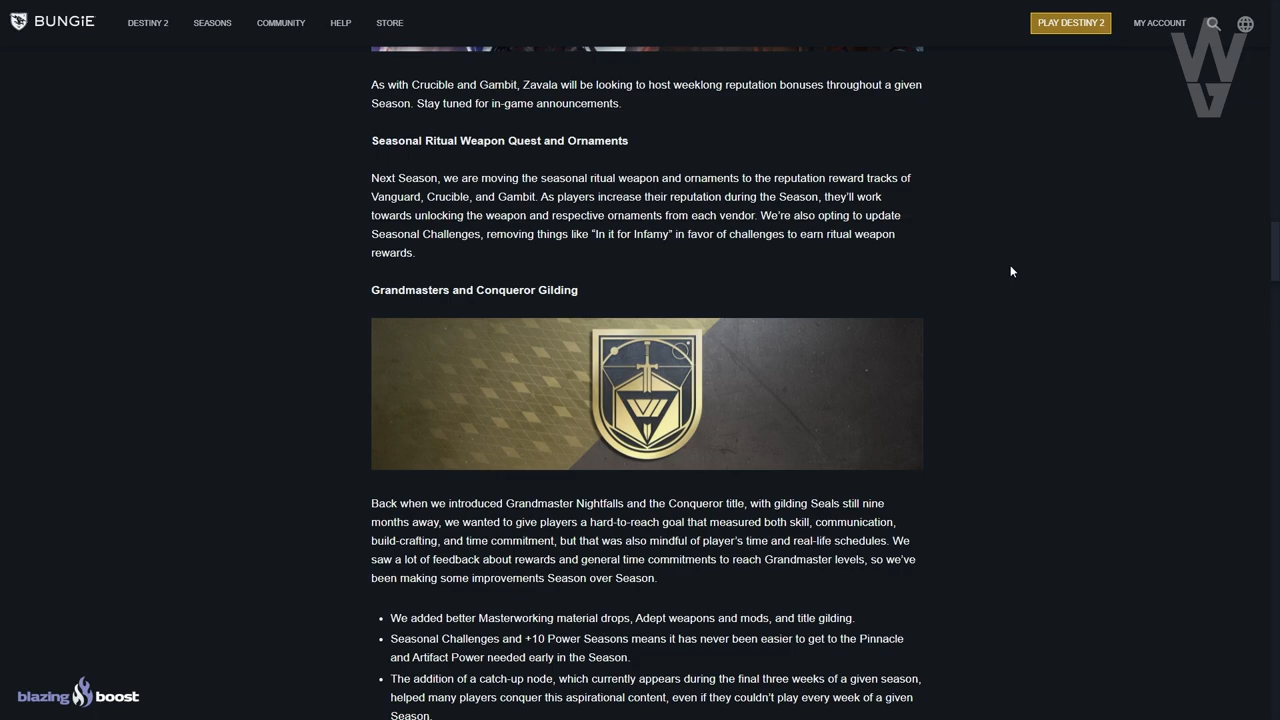 BUNGiE
DESTINY 2
SEASONS
COMMUNITY
HELP
STORE
PLAY DESTINY 2
MY ACCOUNT
As with Crucible and Gambit, Zavala will be looking to host weeklong reputation bonuses throughout a given
Season. Stay tuned for in-game announcements.
Seasonal Ritual Weapon Quest and Ornaments
Next Season, we are moving the seasonal ritual weapon and ornaments to the reputation reward tracks of
Vanguard, Crucible, and Gambit. As players increase their reputation during the Season, they’ll work
towards unlocking the weapon and respective ornaments from each vendor. We’re also opting to update
Seasonal Challenges, removing things like “In it for Infamy” in favor of challenges to earn ritual weapon
rewards.
Grandmasters and Conqueror Gilding
Back when we introduced Grandmaster Nightfalls and the Conqueror title, with gilding Seals still nine
months away, we wanted to give players a hard-to-reach goal that measured both skill, communication,
build-crafting, and time commitment, but that was also mindful of player’s time and real-life schedules. We
saw a lot of feedback about rewards and general time commitments to reach Grandmaster levels, so we’ve
been making some improvements Season over Season.
• We added better Masterworking material drops, Adept weapons and mods, and title gilding.
• Seasonal Challenges and +10 Power Seasons means it has never been easier to get to the Pinnacle
and Artifact Power needed early in the Season.
• The addition of a catch-up node, which currently appears during the final three weeks of a given season,
helped many players conquer this aspirational content, even if they couldn’t play every week of a given
Season.
blazing boost